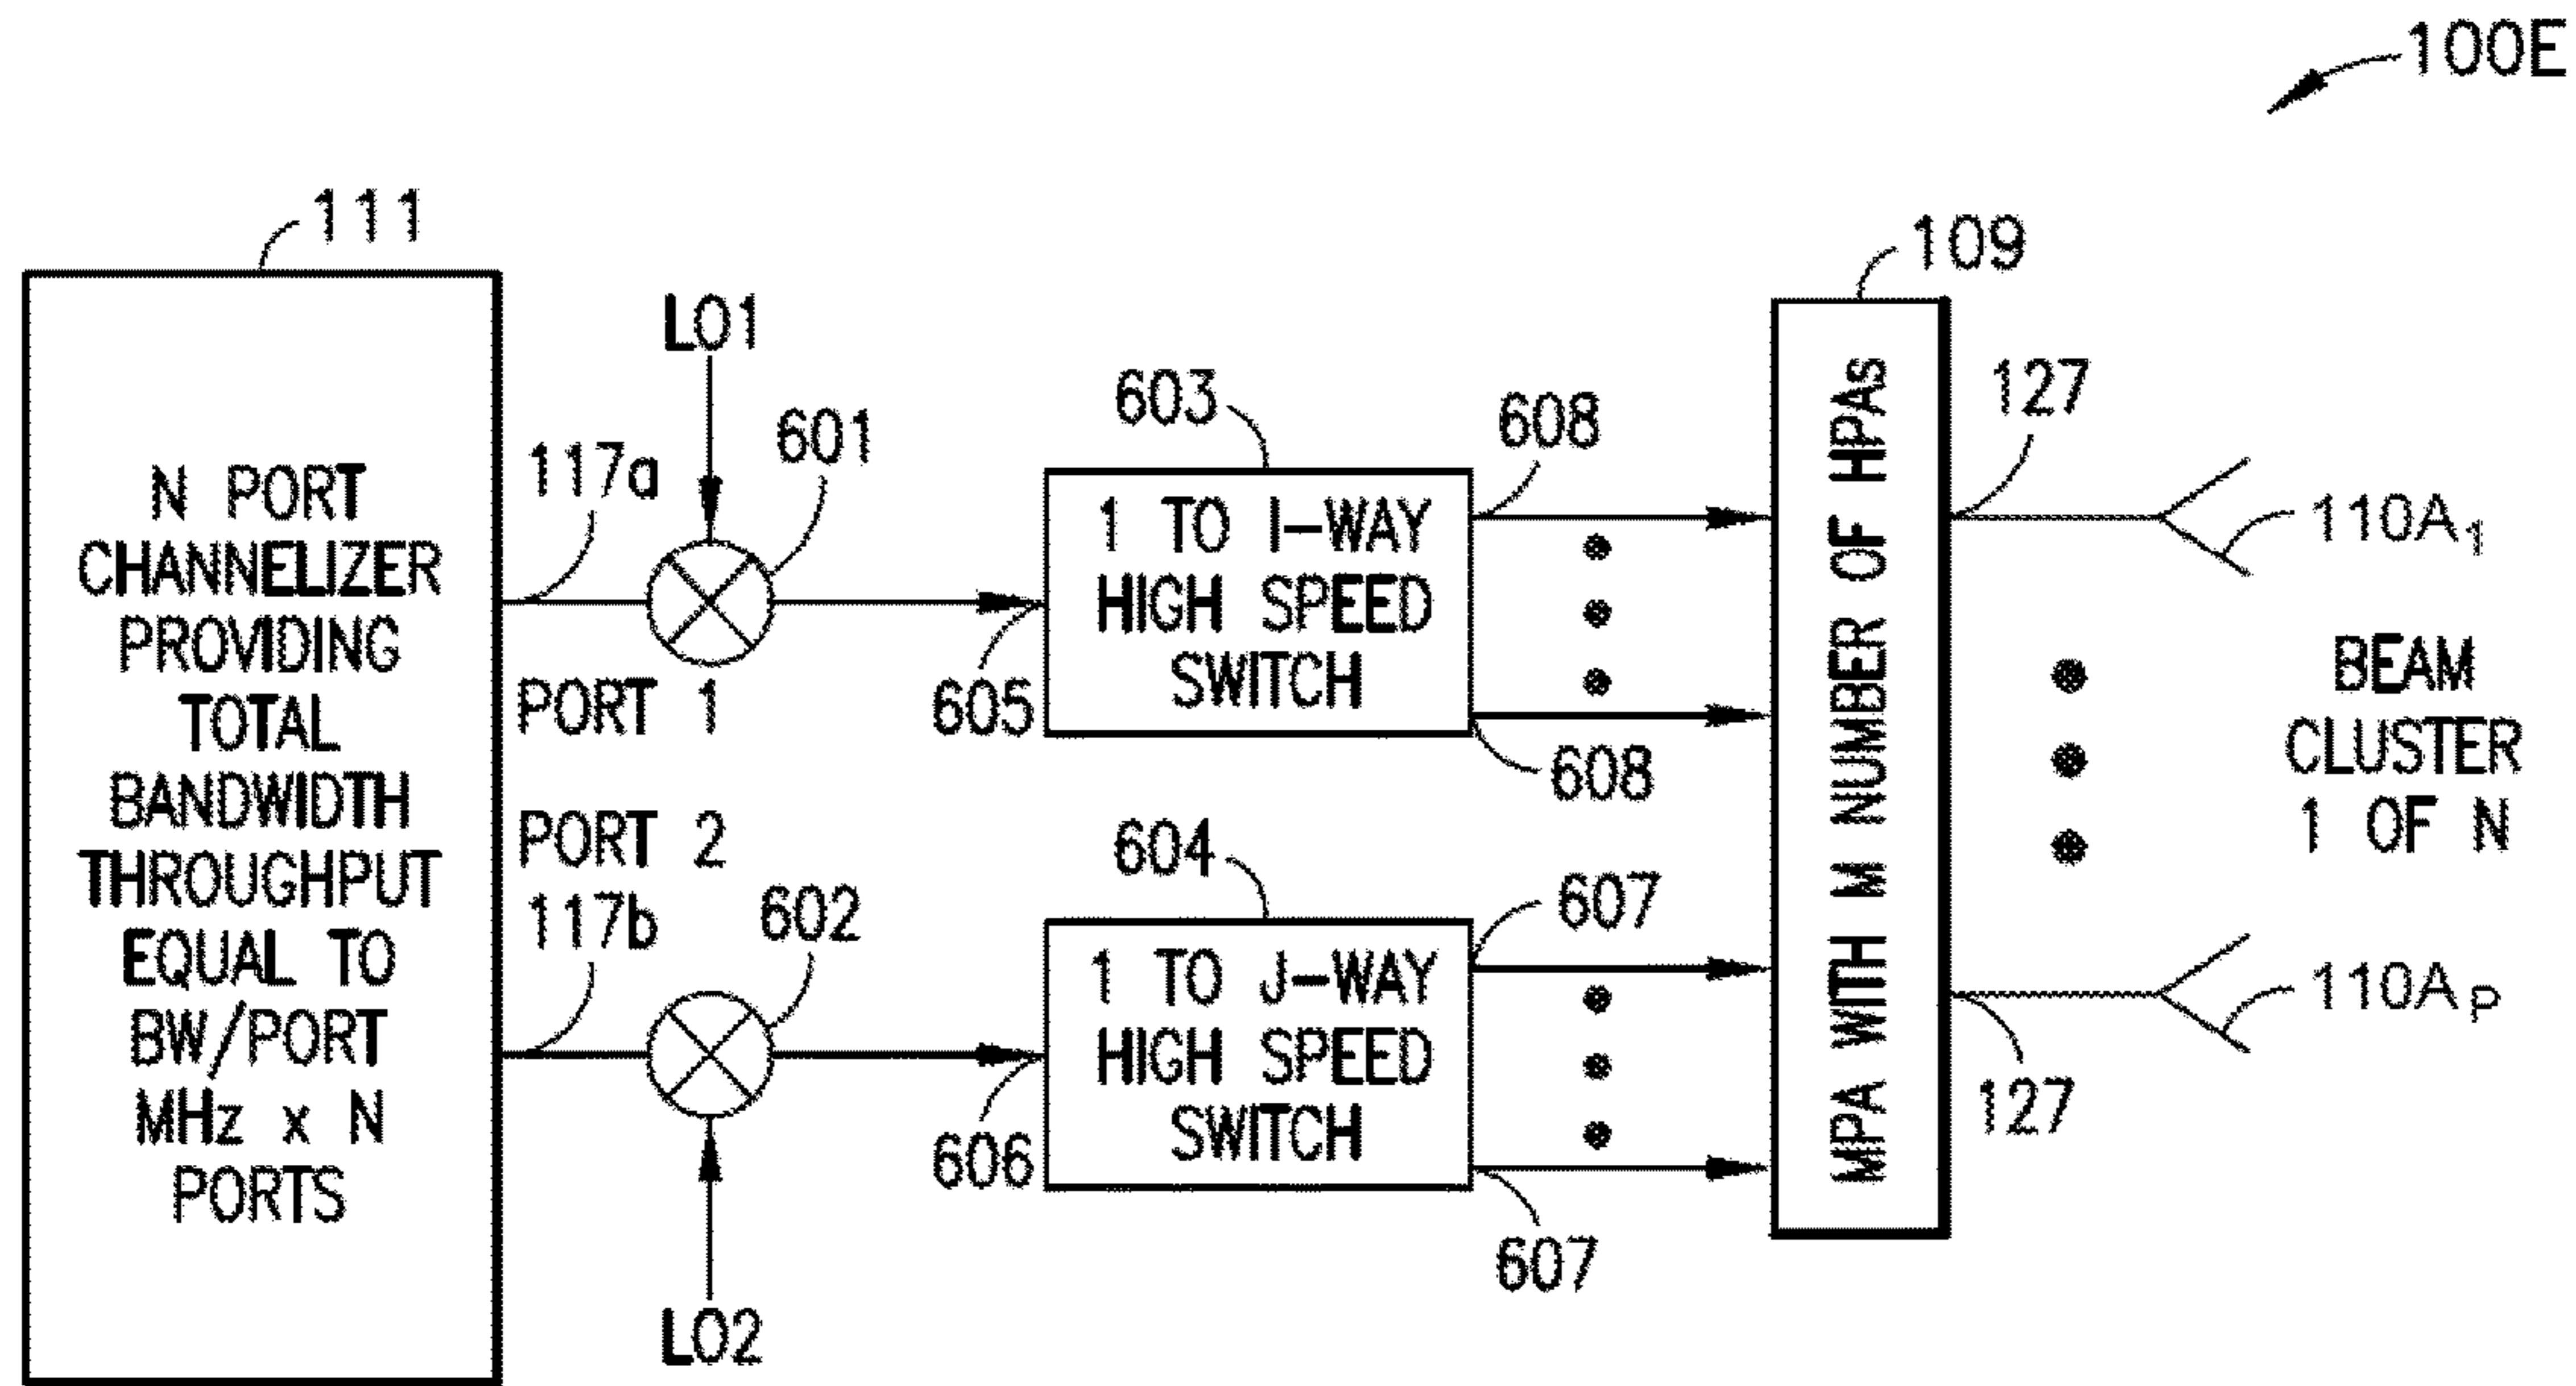 100E
111
N PORT
CHANNELIZER
PROVIDING
TOTAL
BANDWIDTH
THROUGHPUT
EQUAL TO
BW/PORT
MHz x N
PORTS
117a
PORT 1
PORT 2
117b
LO1
601
602
LO2
603
605
1 TO I-WAY
HIGH SPEED
SWITCH
608
608
604
606
1 TO J-WAY
HIGH SPEED
SWITCH
607
607
109
MPA WITH M NUMBER OF HPAs
127
127
110A1
BEAM
CLUSTER
1 OF N
110AP